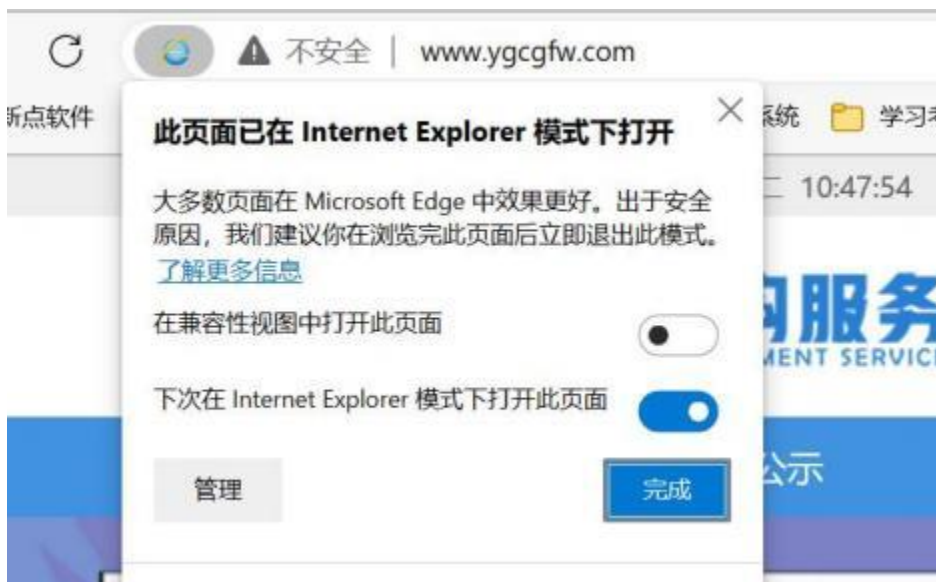 不安全 | www.ygcgfw.com
新点软件
系统
学习
此页面已在 Internet Explorer 模式下打开
10:47:54
大多数页面在 Microsoft Edge 中效果更好。出于安全
原因，我们建议你在浏览完此页面后立即退出此模式。
了解更多信息
服务
MENT SERVIC
在兼容性视图中打开此页面
下次在 Internet Explorer 模式下打开此页面
公示
管理
完成